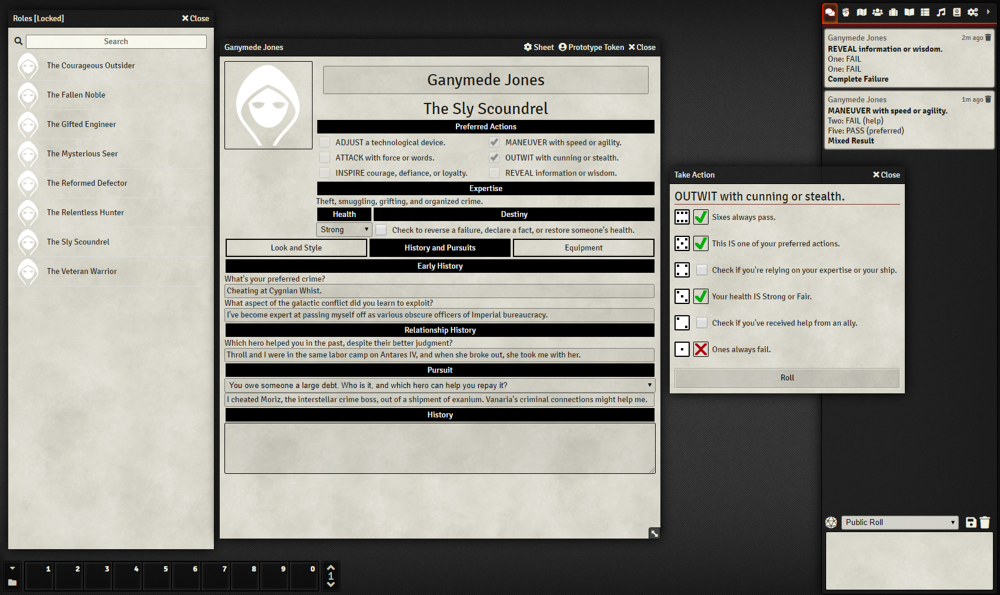 Roles [Locked]
Close
Search
The Courageous Outsider
The Fallen Noble
The Gifted Engineer
The Mysterious Seer
The Reformed Defector
The Relentless Hunter
The Sly Scoundrel
The Veteran Warrior
Ganymede Jones
Sheet
Prototype Token
Close
Ganymede Jones
The Sly Scoundrel
Preferred Actions
ADJUST a technological device.
MANEUVER with speed or agility.
ATTACK with force or words.
OUTWIT with cunning or stealth.
INSPIRE courage, defiance, or loyalty.
REVEAL information or wisdom.
Expertise
Theft, smuggling, grifting, and organized crime.
Health
Destiny
Strong
Check to reverse a failure, declare a fact, or restore someone's health.
Look and Style
History and Pursuits
Equipment
Early History
What's your preferred crime?
Cheating at Cygnian Whist.
What aspect of the galactic conflict did you learn to exploit?
I've become expert at passing myself off as various obscure officers of Imperial bureaucracy.
Relationship History
Which hero helped you in the past, despite their better judgment?
Throll and I were in the same labor camp on Antares IV, and when she broke out, she took me with her.
Pursuit
You owe someone a large debt. Who is it, and which hero can help you repay it?
I cheated Moriz, the interstellar crime boss, out of a shipment of exanium. Vanaria's criminal connections might help me.
History
Take Action
Close
OUTWIT with cunning or stealth.
Sixes always pass.
This IS one of your preferred actions.
Check if you're relying on your expertise or your ship.
Your health IS Strong or Fair.
Check if you've received help from an ally.
Ones always fail.
Roll
Ganymede Jones
2m ago
REVEAL information or wisdom.
One: FAIL
One: FAIL
Complete Failure
Ganymede Jones
1m ago
MANEUVER with speed or agility.
Two: FAIL (help)
Five: PASS (preferred)
Mixed Result
Public Roll
1 2 3 4 5 6 7 8 9 0
1